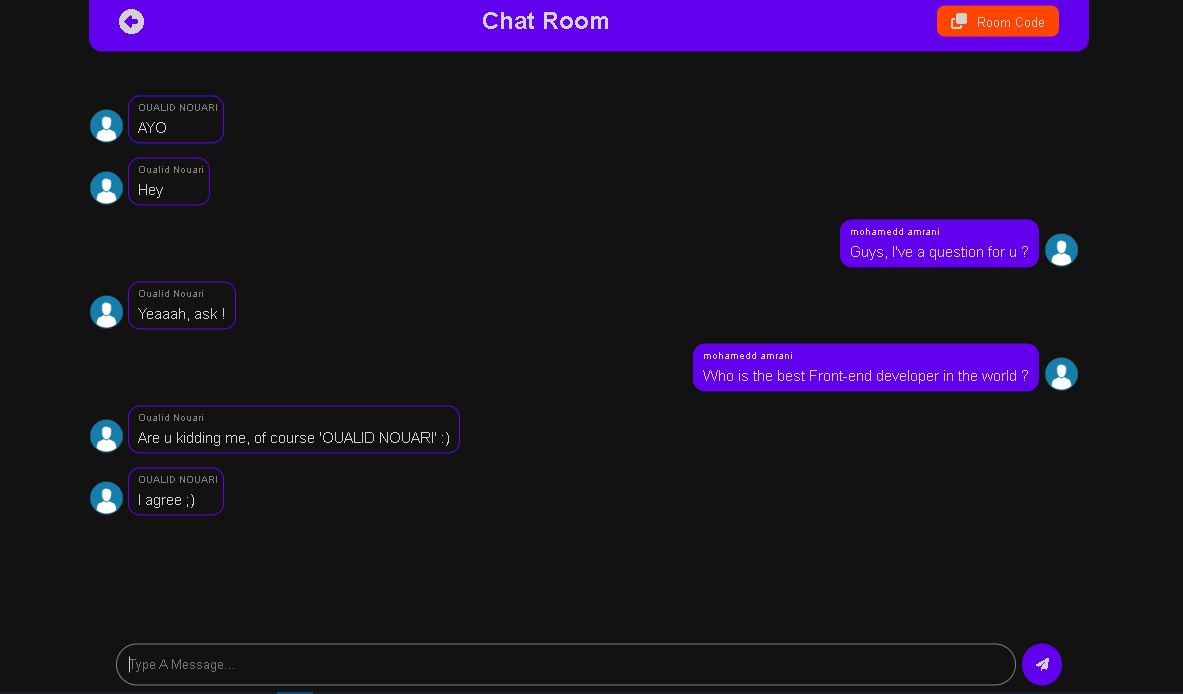 Chat Room
Room Code
OUALID NOUARI
AYO
Oualid Nouari
Hey
mohamedd amrani
Guys, I've a question for u ?
Oualid Nouari
Yeaaah, ask !
mohamedd amrani
Who is the best Front-end developer in the world ?
Oualid Nouari
Are u kidding me, of course 'OUALID NOUARI' :)
OUALID NOUARI
I agree ;)
Type A Message...